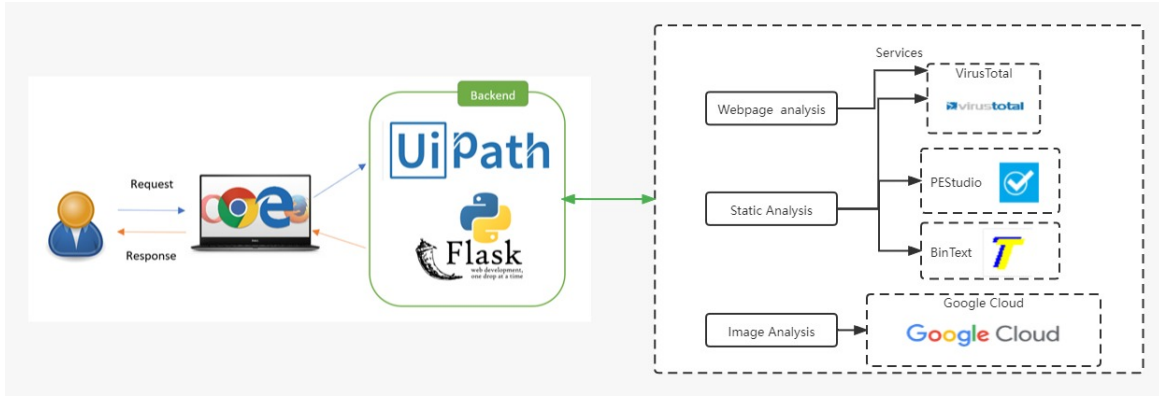 Request
Response
Backend
UiPath
Flask
web development,
one drop at a time
Services
Webpage analysis
VirusTotal
virustotal
Static Analysis
PEStudio
BinText
T
Image Analysis
Google Cloud
Google Cloud